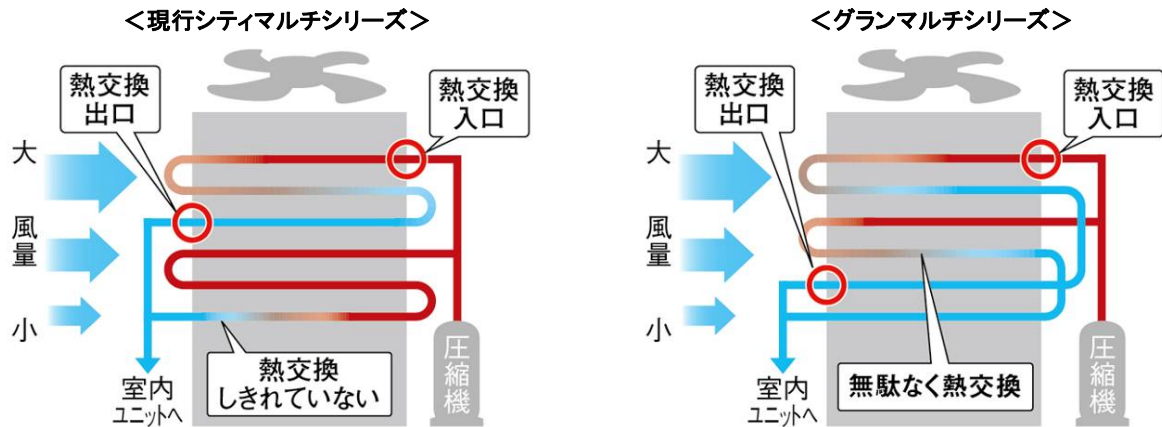 ＜現行シティマルチシリーズ＞
熱交換
出口
熱交換
入口
大
風
量
小
熱交換
しきれていない
室内
ユニットへ
圧縮機
＜グランマルチシリーズ＞
熱交換
出口
熱交換
入口
大
風
量
小
無駄なく熱交換
室内
ユニットへ
圧縮機